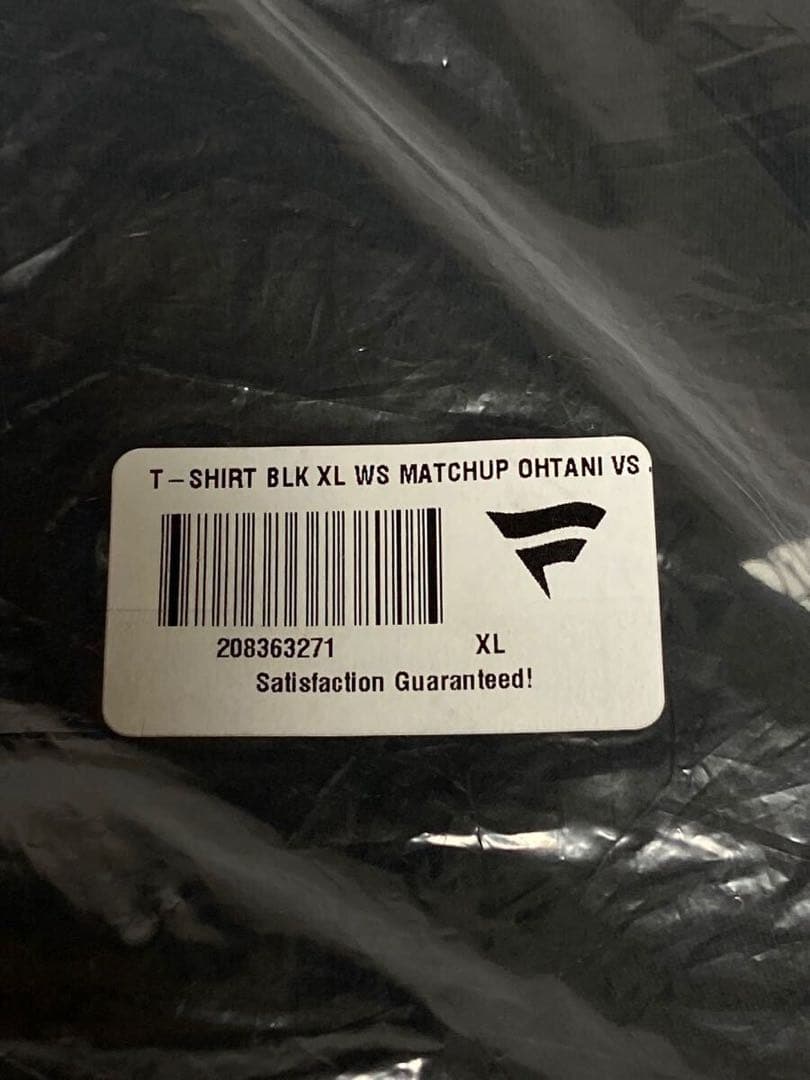 T-SHIRT BLK XL WS MATCHUP OHTANI VS
208363271 XL
Satisfaction Guaranteed!